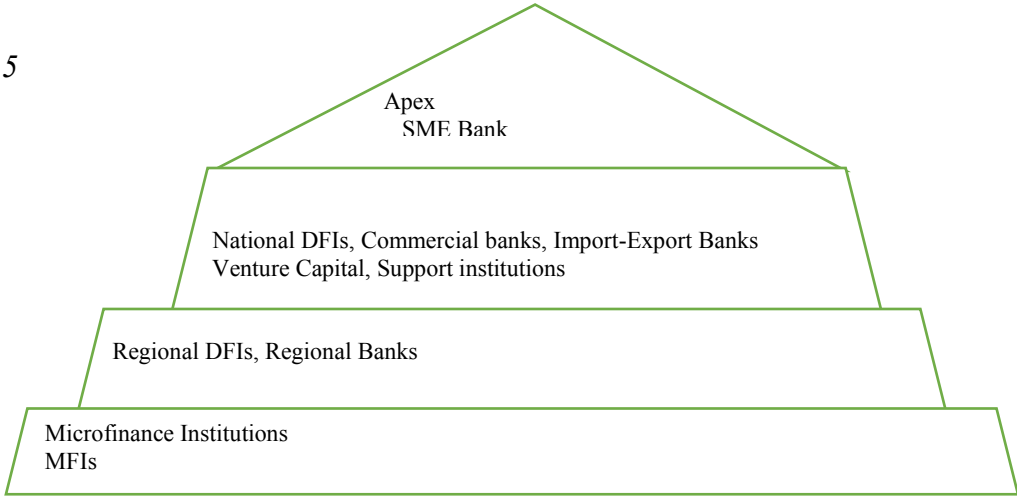 5
Apex
SME Bank
National DFIs, Commercial banks, Import-Export Banks
Venture Capital, Support institutions
Regional DFIs, Regional Banks
Microfinance Institutions
MFIs